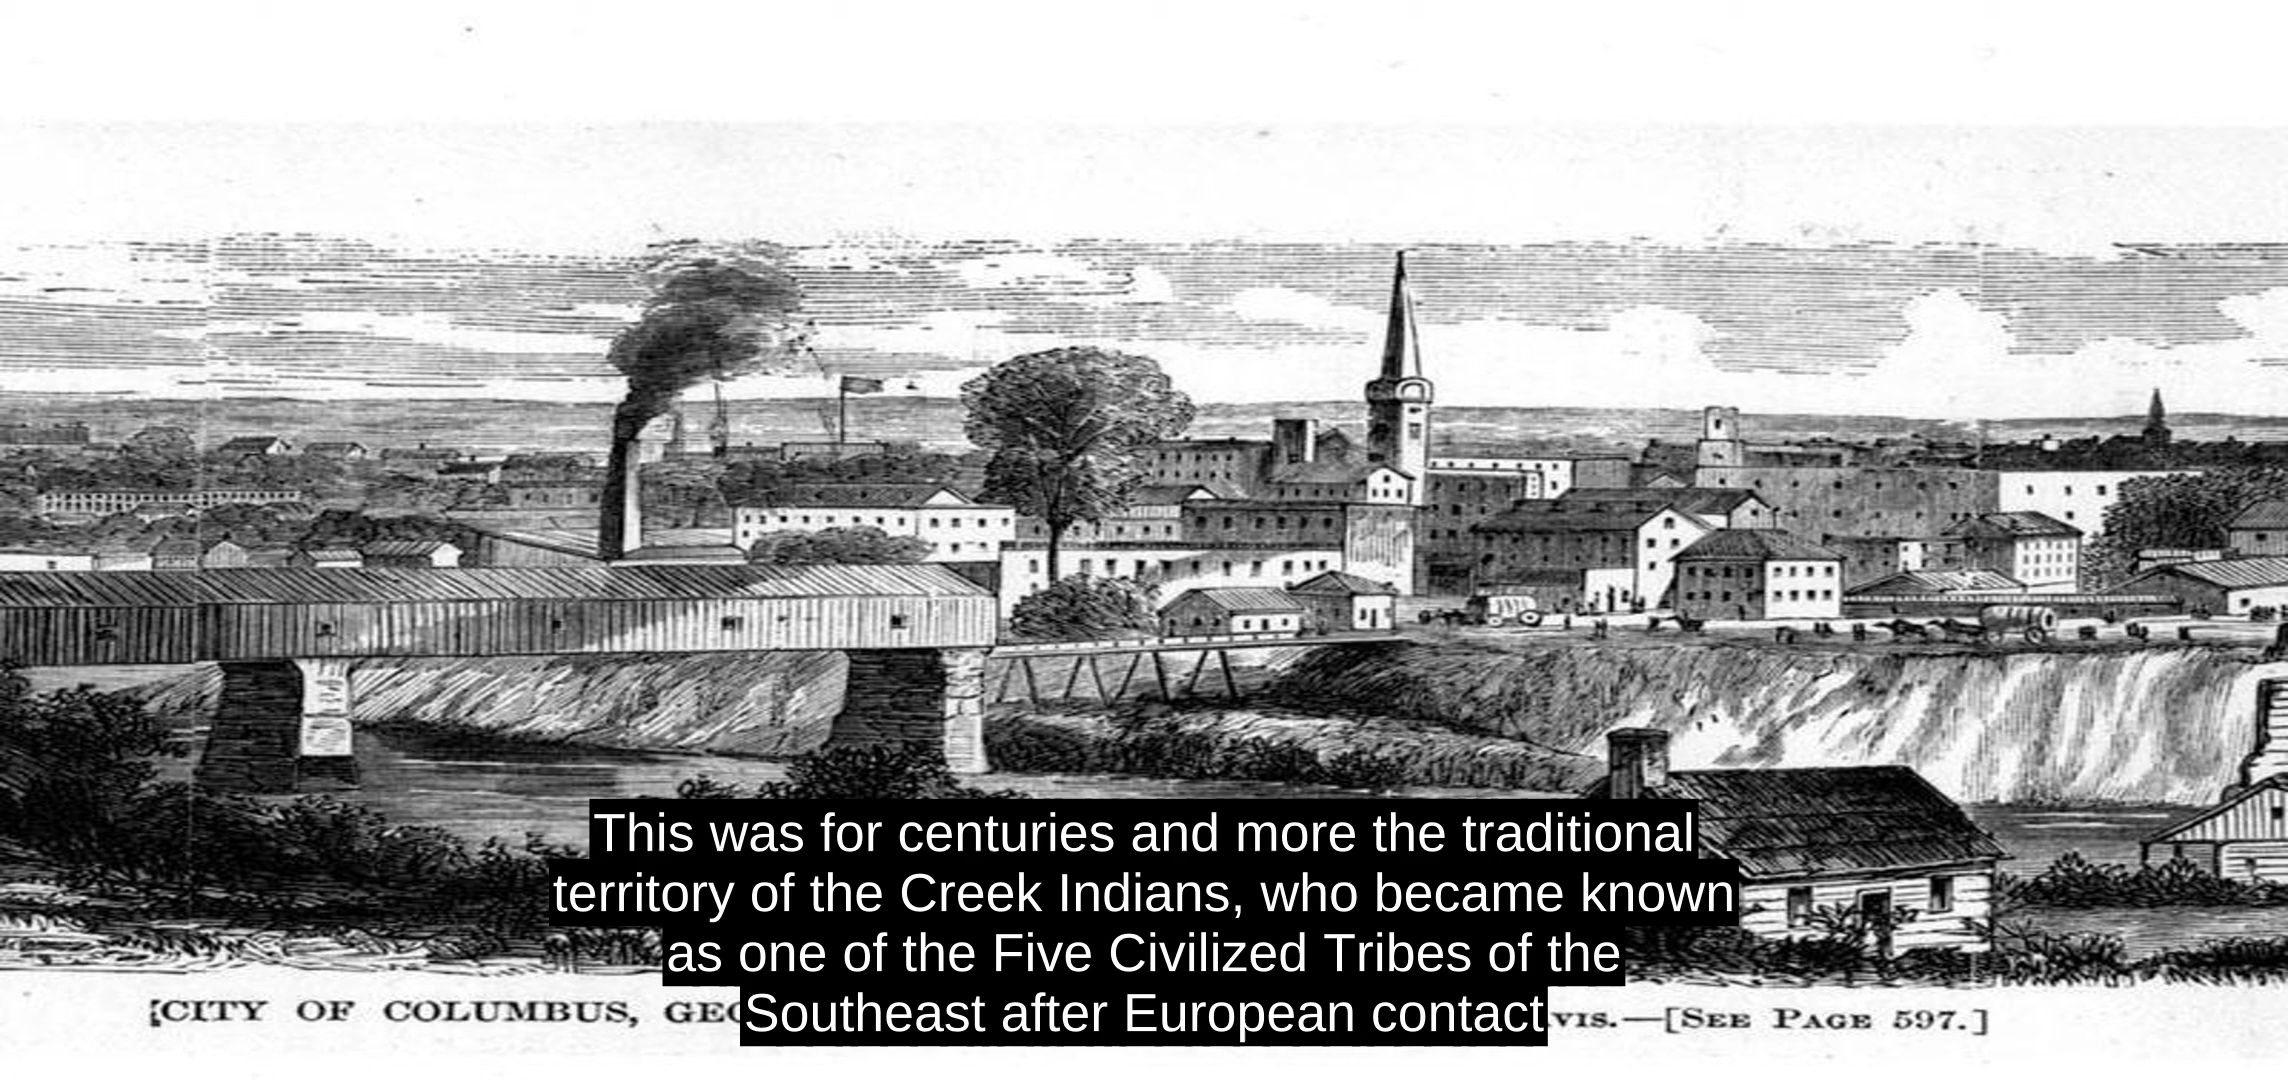 This was for centuries and more the traditional
territory of the Creek Indians, who became known
as one of the Five Civilized Tribes of the
Southeast after European contact
[CITY OF COLUMBUS, VIS.—[SEE PAGE 597.]